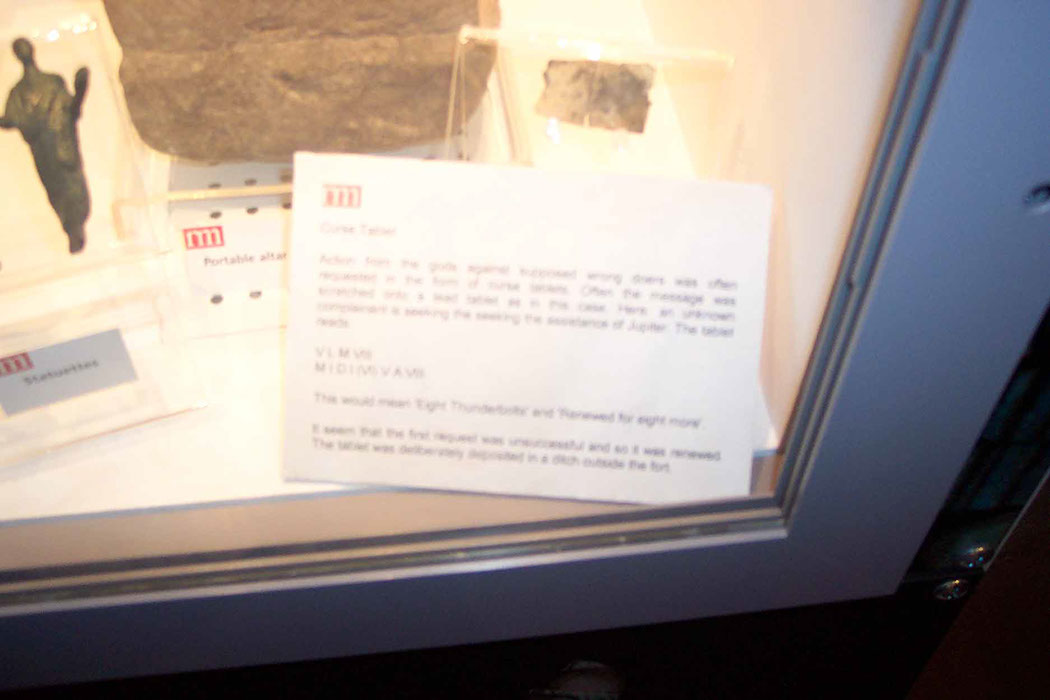 m
Curse Tablet
Action from the gods against supposed wrong doers was often
requested in the form of curse tablets. Often the message was
scratched onto a lead tablet as in this case. Here, an unknown
complainent is seeking the seeking the assistance of Jupiter. The tablet
reads:
V I, M VIII
M I D I (VI) V A VIII
This would mean 'Eight Thunderbolts' and 'Renewed for eight more'.
It seem that the first request was unsuccessful and so it was renewed.
The tablet was deliberately deposited in a ditch outside the fort.
m
Portable altar
m
Statuettes